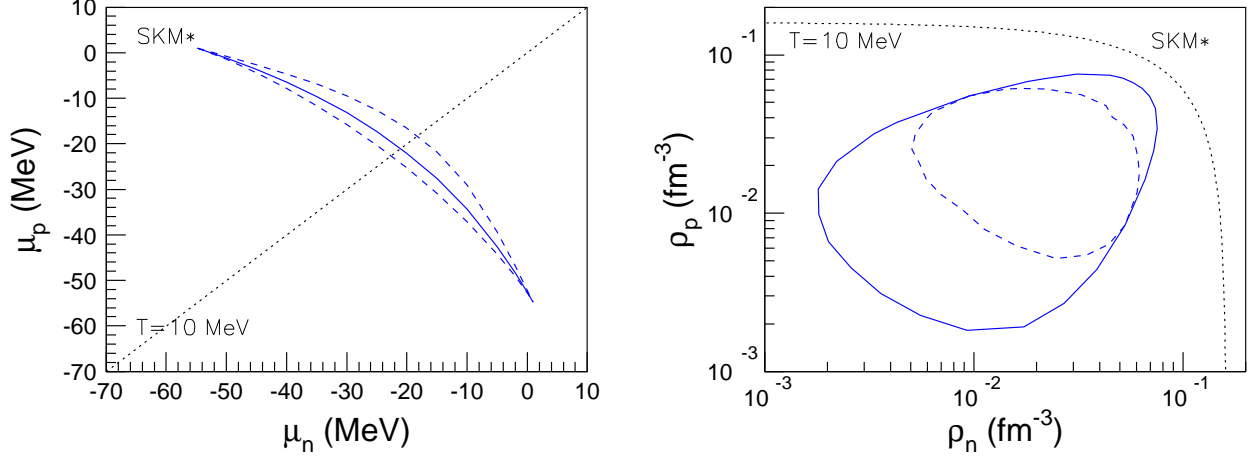 10
0
-10
-20
-30
-40
-50
-60
-70
μp (MeV)
SKM*
T=10 MeV
-70 -60 -50 -40 -30 -20 -10 0 10
μn (MeV)
10⁻¹
10⁻²
10⁻³
ρp (fm⁻³)
T=10 MeV SKM*
10⁻³ 10⁻² 10⁻¹
ρn (fm⁻³)